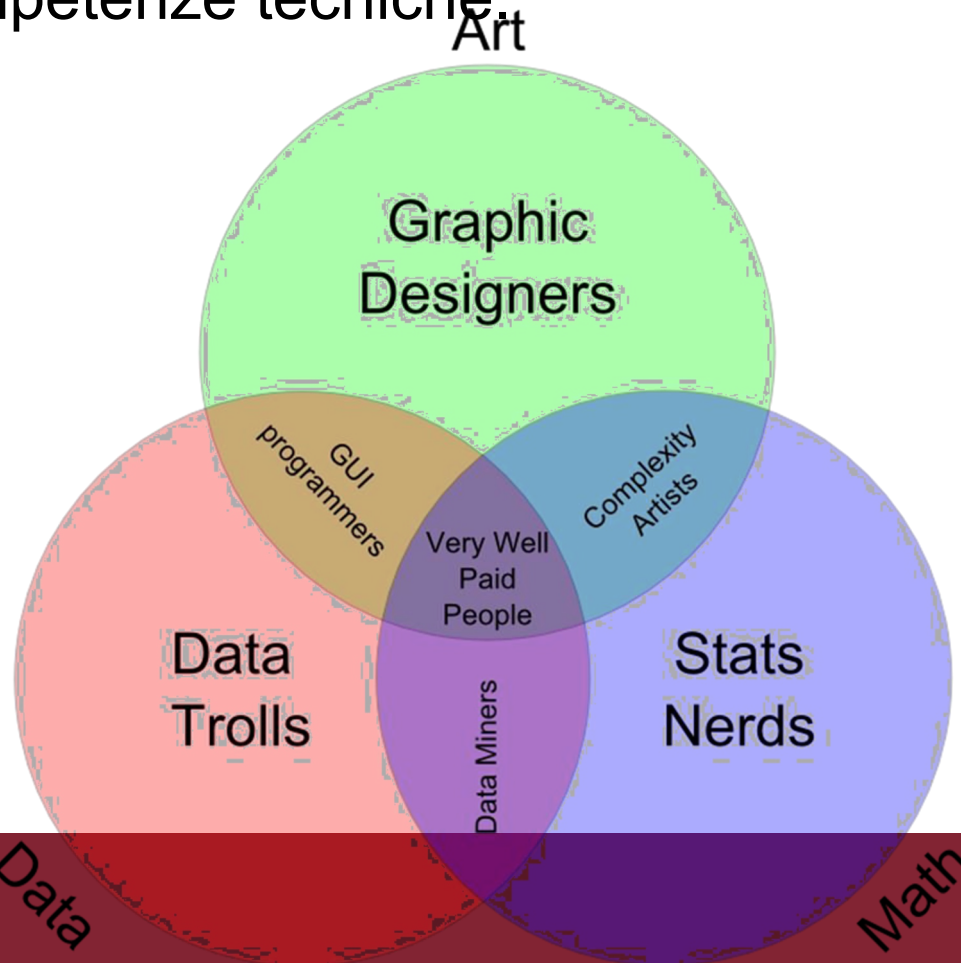 tecniche.
Art
Graphic
Designers
GUI
programmers
Complexity
Artists
Very Well
Paid
People
Data
Trolls
Stats
Nerds
Data Miners
Data
Math